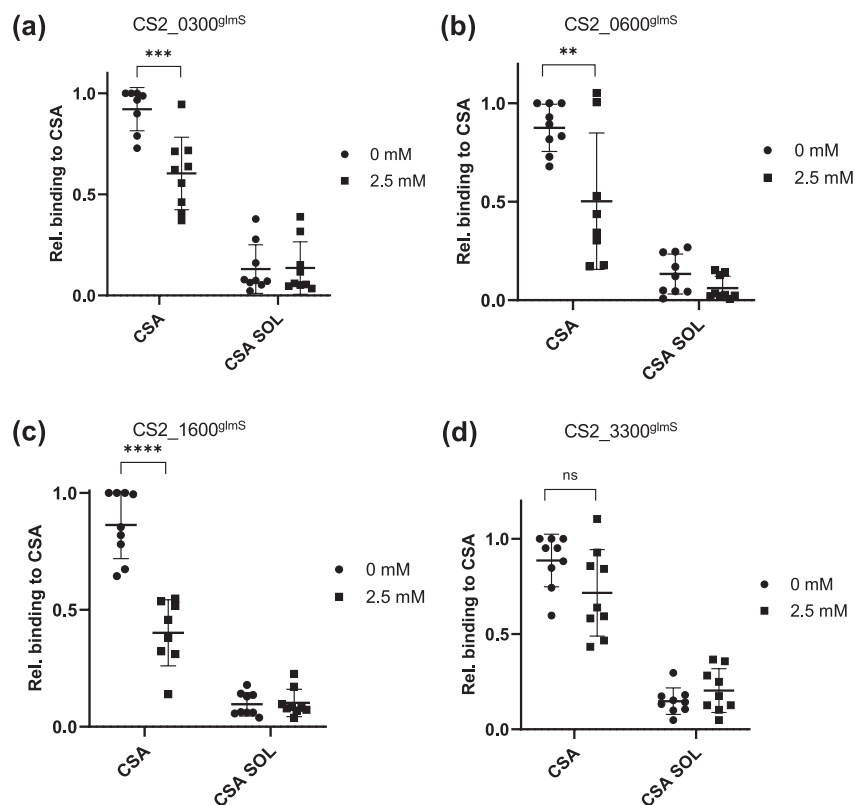 (a)
CS2_0300glmS
***
Rel. binding to CSA
1.0
0.5
0.0
CSA
CSA SOL
0 mM
2.5 mM
(b)
CS2_0600glmS
**
Rel. binding to CSA
1.0
0.5
0.0
CSA
CSA SOL
0 mM
2.5 mM
(c)
CS2_1600glmS
****
Rel. binding to CSA
1.0
0.5
0.0
CSA
CSA SOL
0 mM
2.5 mM
(d)
CS2_3300glmS
ns
Rel. binding to CSA
1.0
0.5
0.0
CSA
CSA SOL
0 mM
2.5 mM